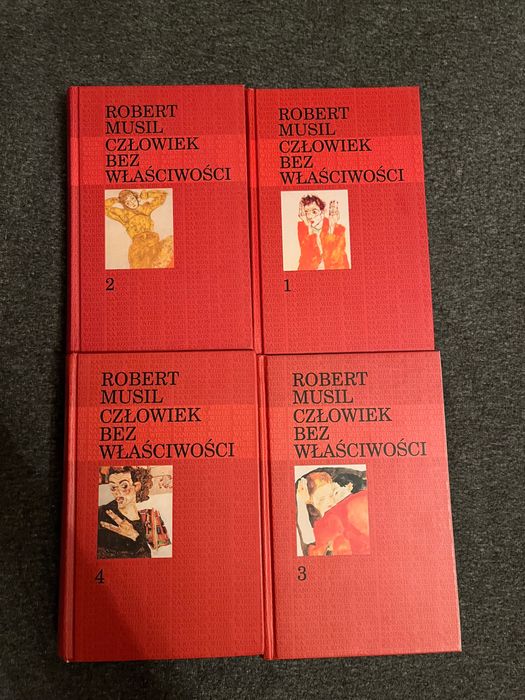 ROBERT
MUSIL
CZŁOWIEK
BEZ
WŁAŚCIWOŚCI
2
ROBERT
MUSIL
CZŁOWIEK
BEZ
WŁAŚCIWOŚCI
1
ROBERT
MUSIL
CZŁOWIEK
BEZ
WŁAŚCIWOŚCI
4
ROBERT
MUSIL
CZŁOWIEK
BEZ
WŁAŚCIWOŚCI
3